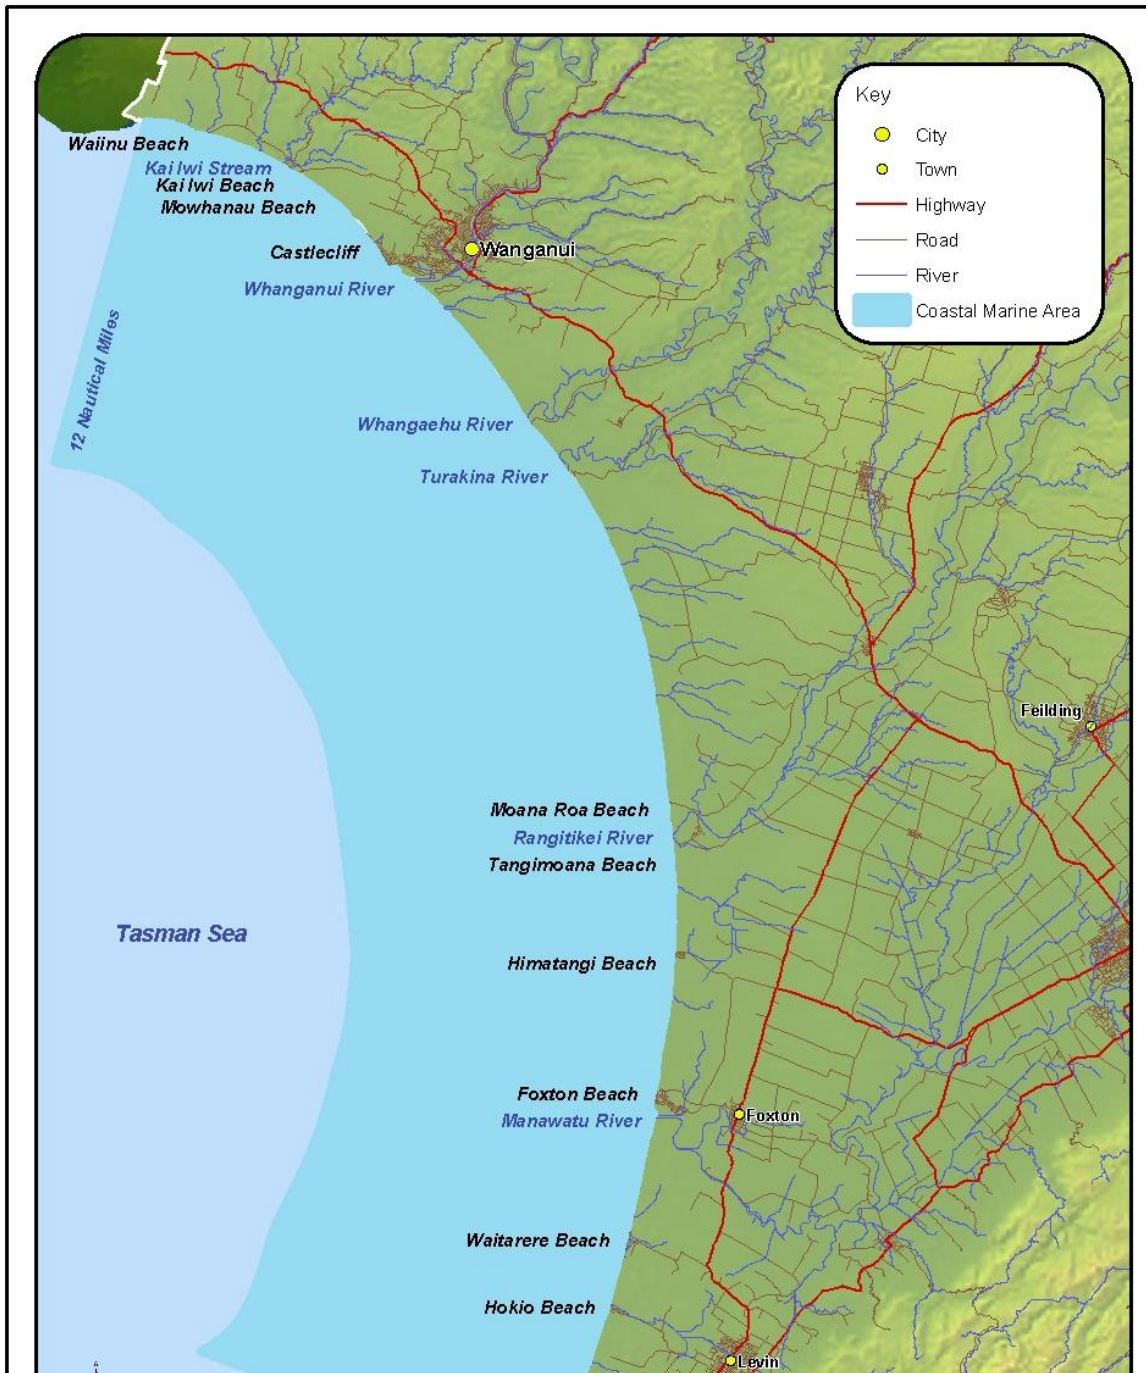 Key
City
Town
Highway
Road
River
Coastal Marine Area
Waiinu Beach
Kai Iwi Stream
Kai Iwi Beach
Mowhanau Beach
Castlecliff
Wanganui
Whanganui River
12 Nautical Miles
Whangaehu River
Turakina River
Feilding
Moana Roa Beach
Rangitikei River
Tangimoana Beach
Tasman Sea
Himatangi Beach
Foxton Beach
Manawatu River
Foxton
Waitarere Beach
Hokio Beach
Levin